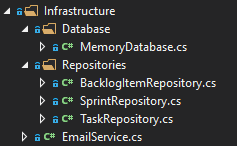 Infrastructure
Database
C# MemoryDatabase.cs
Repositories
C# BacklogItemRepository.cs
C# SprintRepository.cs
C# TaskRepository.cs
C# EmailService.cs